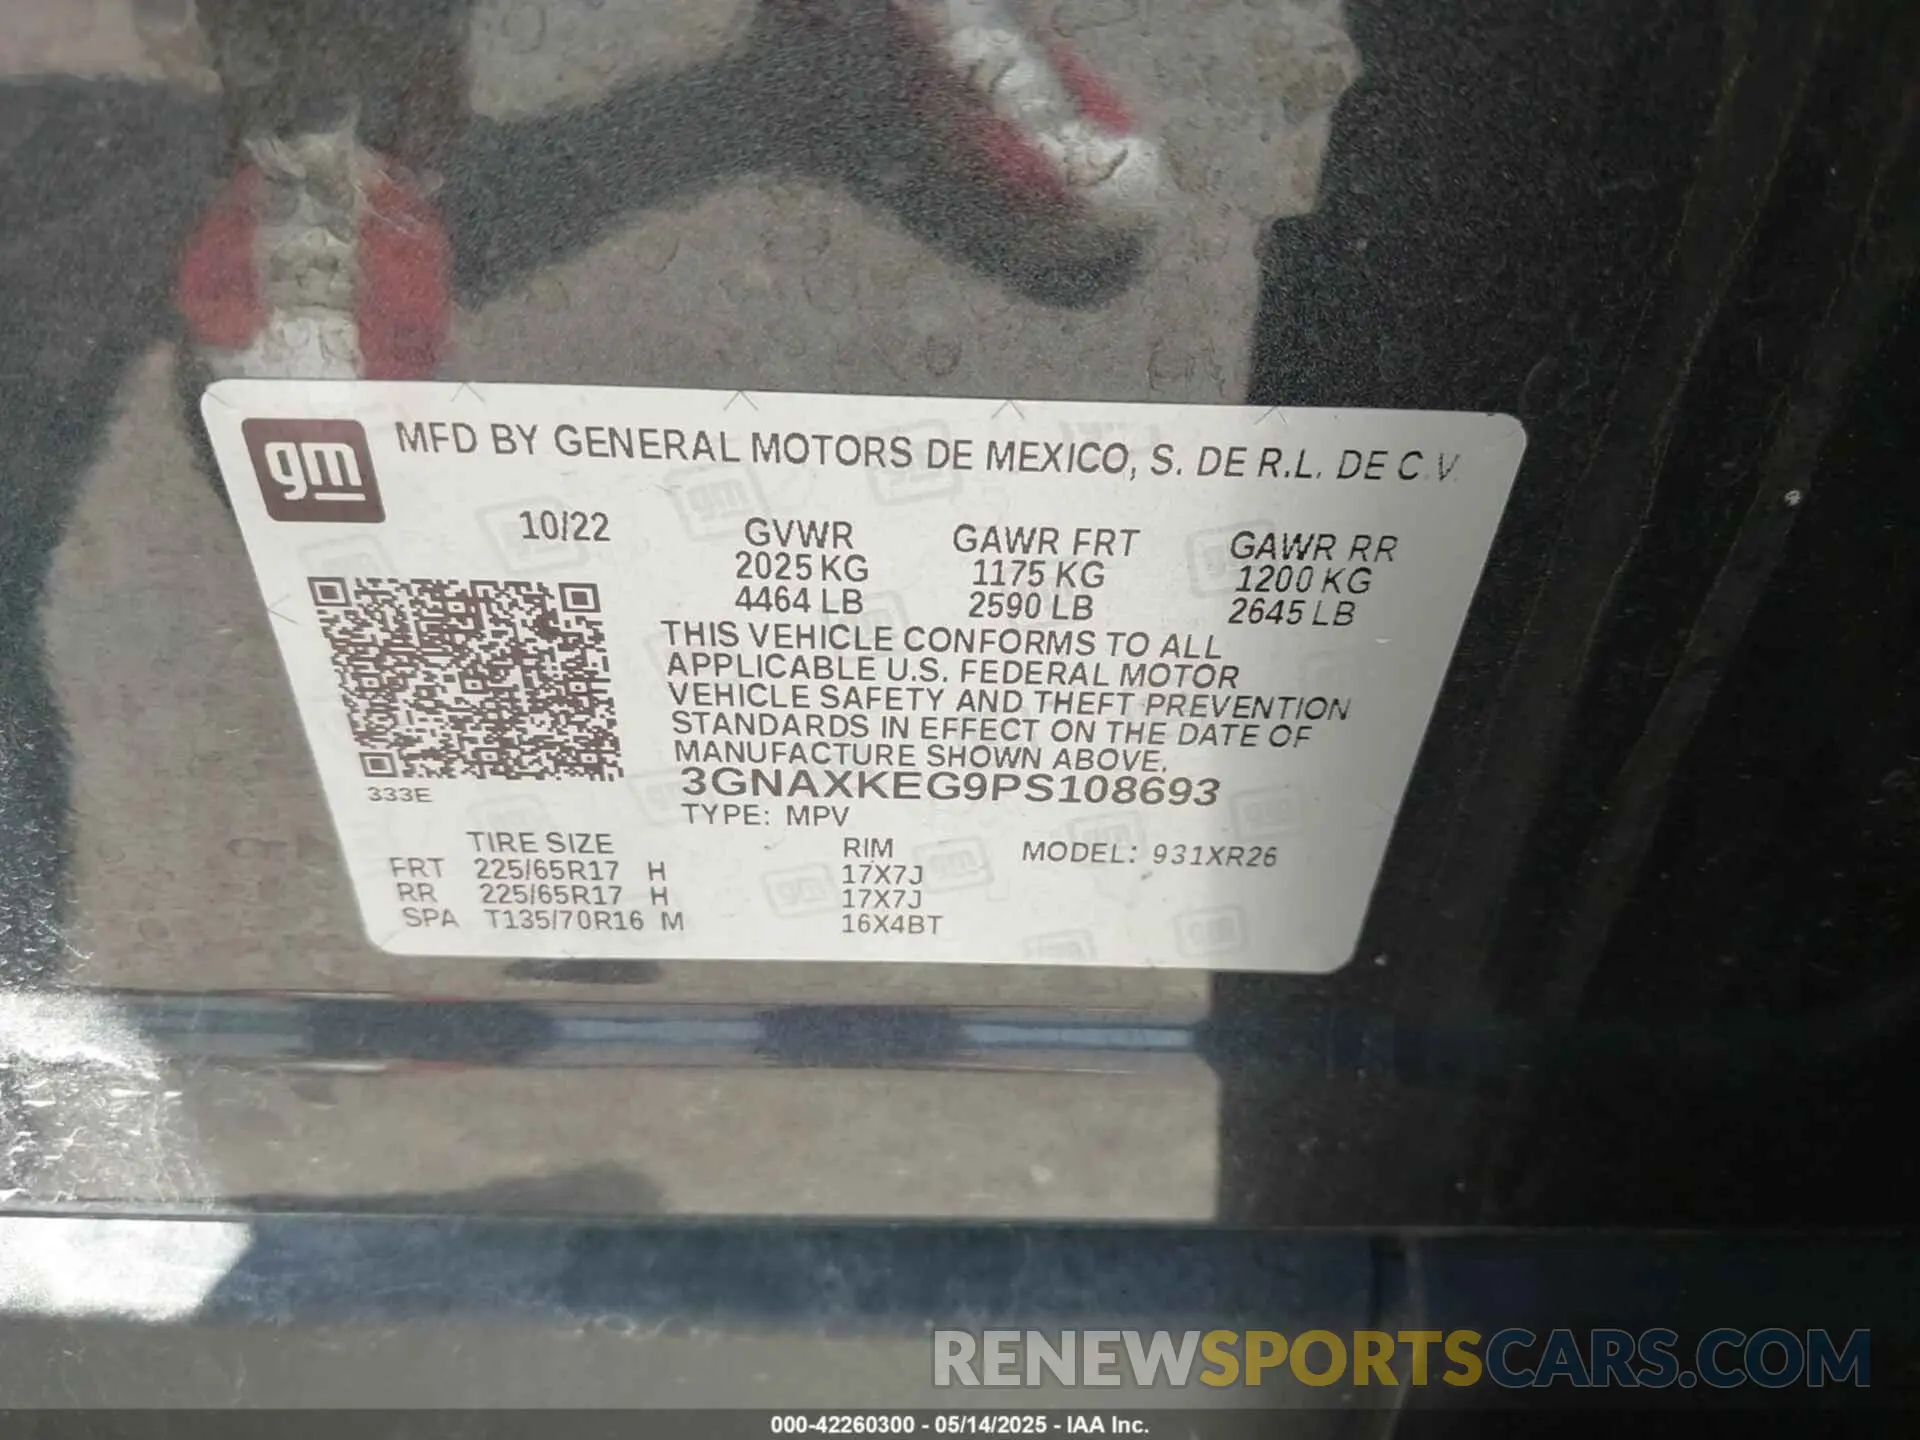 gm
MFD BY GENERAL MOTORS DE MEXICO, S. DE R.L. DE C.V.
10/22
GVWR GAWR FRT GAWR RR
2025 KG 1175 KG 1200 KG
4464 LB 2590 LB 2645 LB
THIS VEHICLE CONFORMS TO ALL
APPLICABLE U.S. FEDERAL MOTOR
VEHICLE SAFETY AND THEFT PREVENTION
STANDARDS IN EFFECT ON THE DATE OF
MANUFACTURE SHOWN ABOVE.
3GNAXKEG9PS108693
333E
TYPE: MPV
TIRE SIZE RIM MODEL: 931XR26
FRT 225/65R17 H 17X7J
RR 225/65R17 H 17X7J
SPA T135/70R16 M 16X4BT
RENEWSPORTSCARS.COM
000-42260300 - 05/14/2025 - IAA Inc.